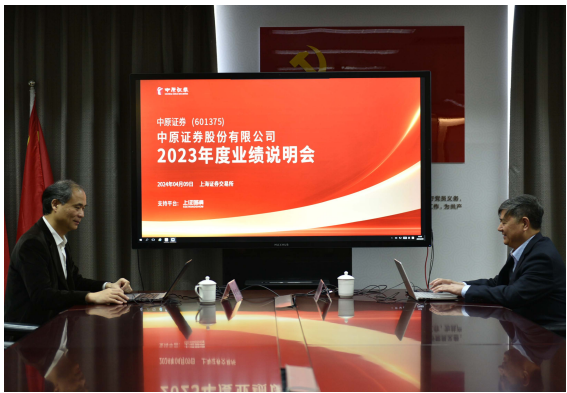 中原证券
中原证券 (601375)
中原证券股份有限公司
2023年度业绩说明会
2024年04月09日 上海证券交易所
支持平台：上证路演